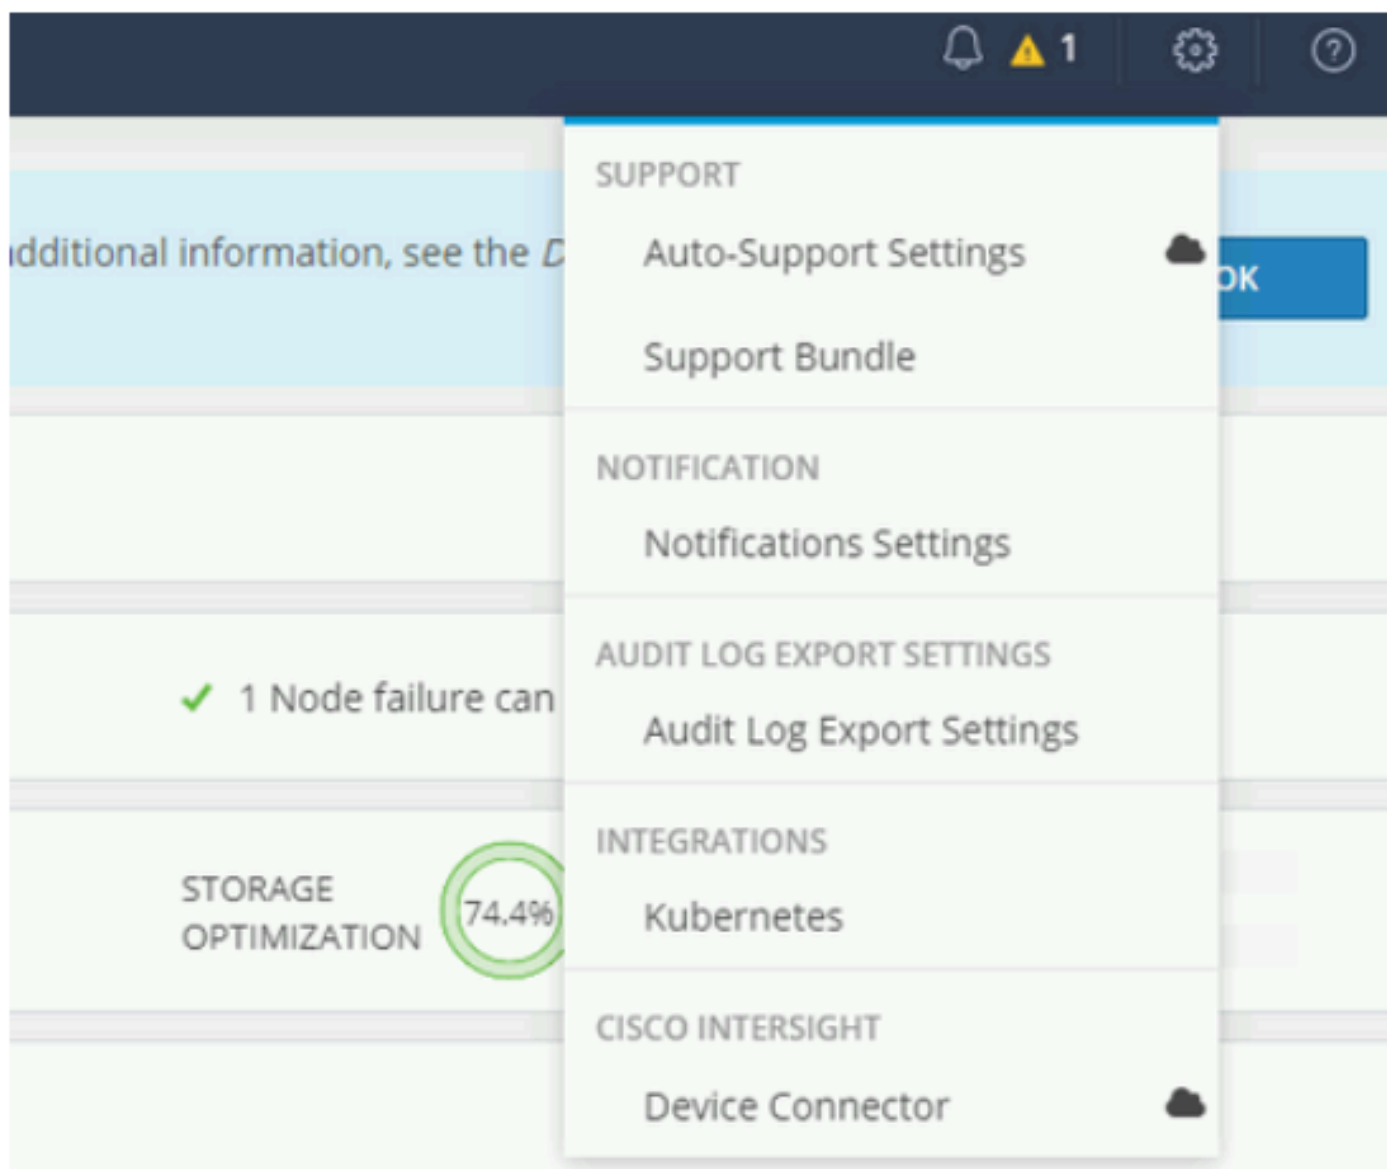 1
SUPPORT
additional information, see the D
Auto-Support Settings
OK
Support Bundle
NOTIFICATION
Notifications Settings
AUDIT LOG EXPORT SETTINGS
1 Node failure can
Audit Log Export Settings
INTEGRATIONS
STORAGE
OPTIMIZATION
74.4%
Kubernetes
CISCO INTERSIGHT
Device Connector